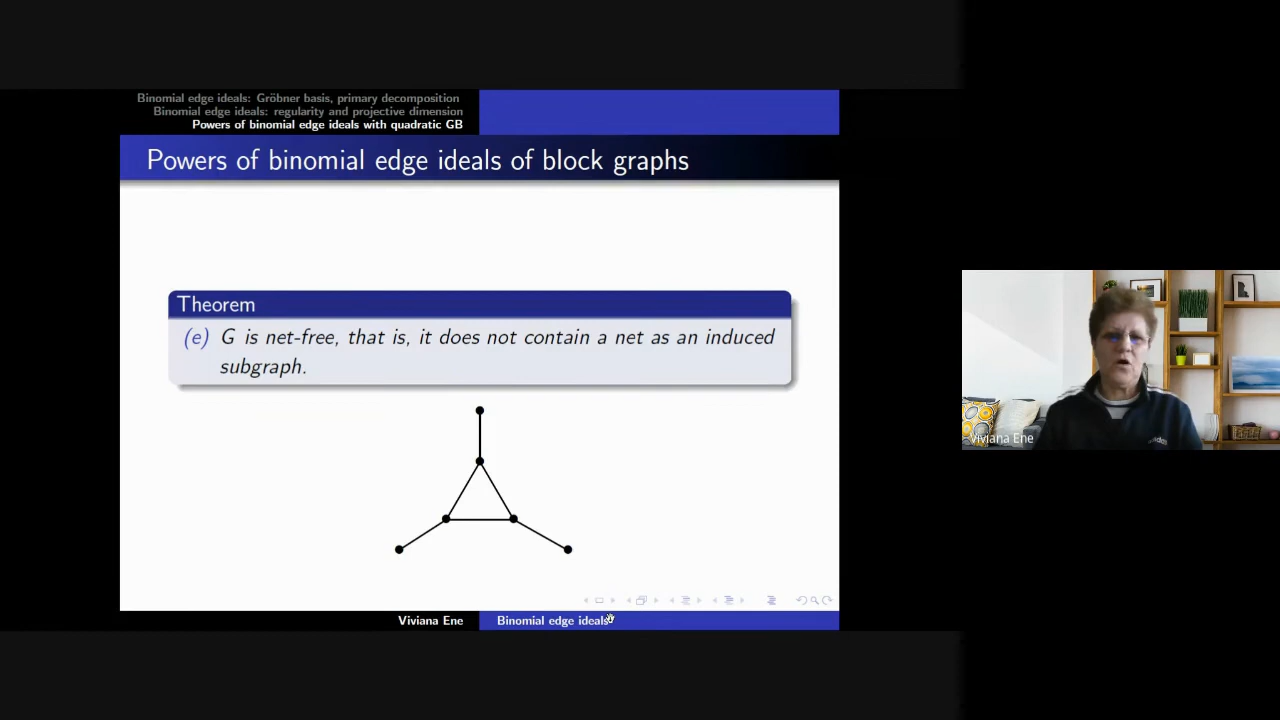 Binomial edge ideals: Gröbner basis, primary decomposition
Binomial edge ideals: regularity and projective dimension
Powers of binomial edge ideals with quadratic GB
Powers of binomial edge ideals of block graphs
Theorem
(e) G is net-free, that is, it does not contain a net as an induced
subgraph.
Viviana Ene
Viviana Ene
Binomial edge ideals